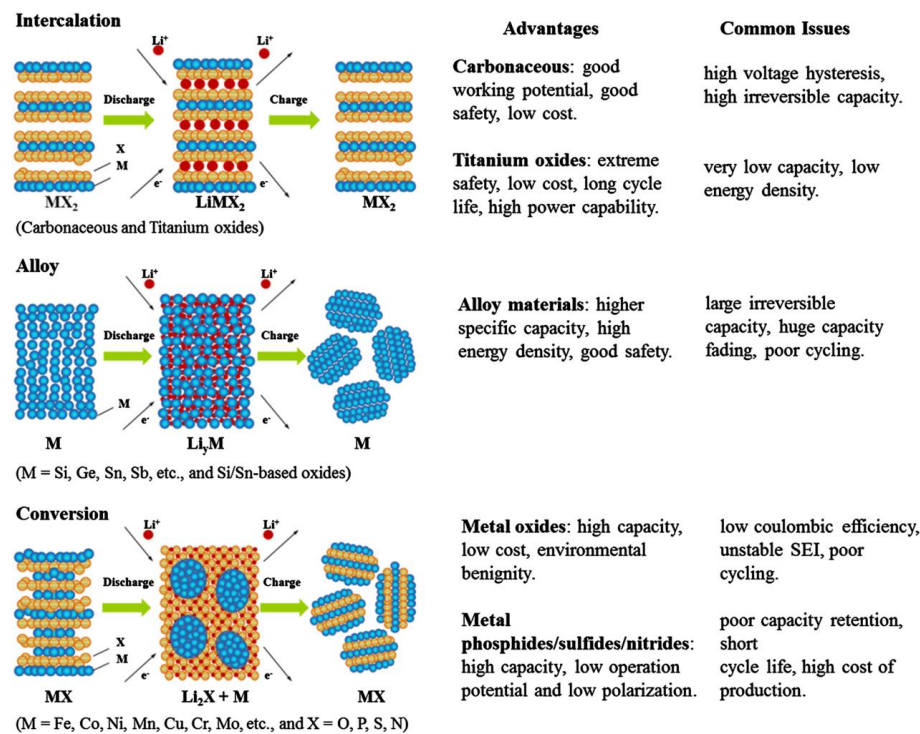 Intercalation
Advantages
Common Issues
Li⁺
Li⁺
Discharge
Charge
X
M
e⁻
e⁻
MX₂
LiMX₂
MX₂
(Carbonaceous and Titanium oxides)
Carbonaceous: good
working potential, good
safety, low cost.
high voltage hysteresis,
high irreversible capacity.
Titanium oxides: extreme
safety, low cost, long cycle
life, high power capability.
very low capacity, low
energy density.
Alloy
Li⁺
Li⁺
Discharge
Charge
M
e⁻
e⁻
M
LiᵧM
M
(M = Si, Ge, Sn, Sb, etc., and Si/Sn-based oxides)
Alloy materials: higher
specific capacity, high
energy density, good safety.
large irreversible
capacity, huge capacity
fading, poor cycling.
Conversion
Li⁺
Li⁺
Discharge
Charge
X
M
e⁻
e⁻
MX
Li₂X + M
MX
(M = Fe, Co, Ni, Mn, Cu, Cr, Mo, etc., and X = O, P, S, N)
Metal oxides: high capacity,
low cost, environmental
benignity.
low coulombic efficiency,
unstable SEI, poor
cycling.
Metal
phosphides/sulfides/nitrides:
high capacity, low operation
potential and low polarization.
poor capacity retention,
short
cycle life, high cost of
production.